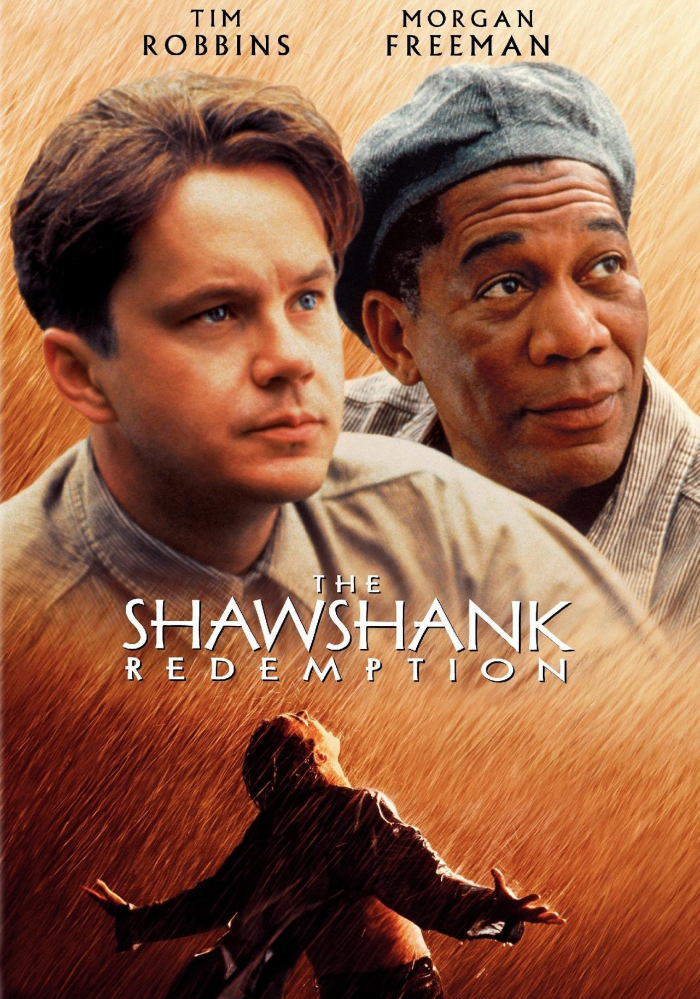 TIM
ROBBINS
MORGAN
FREEMAN
THE
SHAWSHANK
REDEMPTION